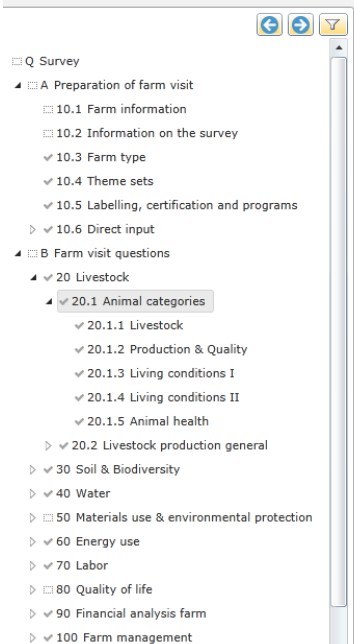 Q Survey
A Preparation of farm visit
10.1 Farm information
10.2 Information on the survey
10.3 Farm type
10.4 Theme sets
10.5 Labelling, certification and programs
10.6 Direct input
B Farm visit questions
20 Livestock
20.1 Animal categories
20.1.1 Livestock
20.1.2 Production & Quality
20.1.3 Living conditions I
20.1.4 Living conditions II
20.1.5 Animal health
20.2 Livestock production general
30 Soil & Biodiversity
40 Water
50 Materials use & environmental protection
60 Energy use
70 Labor
80 Quality of life
90 Financial analysis farm
100 Farm management